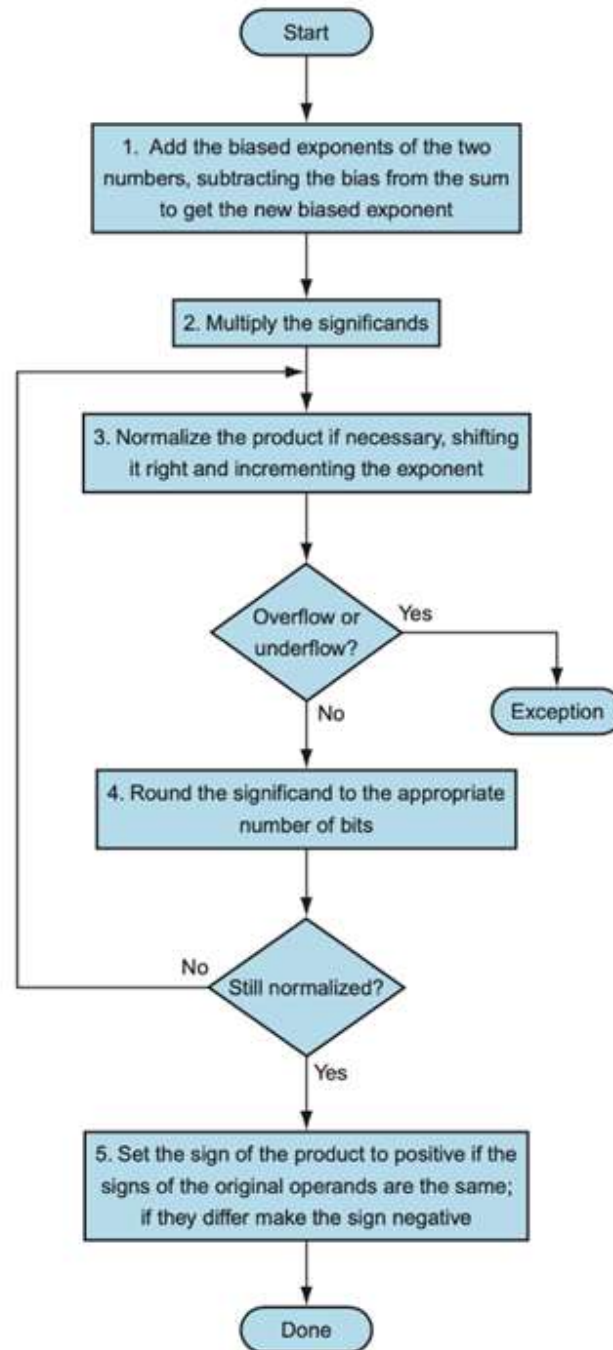 Start
1. Add the biased exponents of the two
numbers, subtracting the bias from the sum
to get the new biased exponent
2. Multiply the significands
3. Normalize the product if necessary, shifting
it right and incrementing the exponent
Overflow or
underflow?
Yes
Exception
No
4. Round the significand to the appropriate
number of bits
No
Still normalized?
Yes
5. Set the sign of the product to positive if the
signs of the original operands are the same;
if they differ make the sign negative
Done